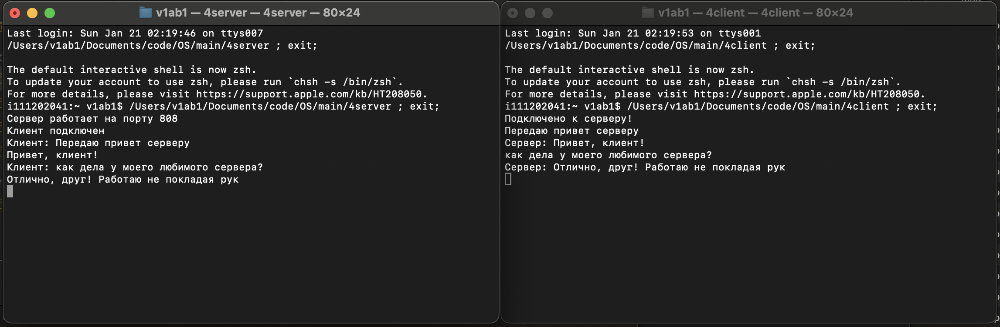 v1ab1 — 4server — 4server — 80×24
Last login: Sun Jan 21 02:19:46 on ttys007
/Users/v1ab1/Documents/code/OS/main/4server ; exit;
The default interactive shell is now zsh.
To update your account to use zsh, please run `chsh -s /bin/zsh`.
For more details, please visit https://support.apple.com/kb/HT208050.
i111202041:~ v1ab1$ /Users/v1ab1/Documents/code/OS/main/4server ; exit;
Сервер работает на порту 808
Клиент подключен
Клиент: Передаю привет серверу
Привет, клиент!
Клиент: как дела у моего любимого сервера?
Отлично, друг! Работаю не покладая рук
v1ab1 — 4client — 4client — 80×24
Last login: Sun Jan 21 02:19:53 on ttys001
/Users/v1ab1/Documents/code/OS/main/4client ; exit;
The default interactive shell is now zsh.
To update your account to use zsh, please run `chsh -s /bin/zsh`.
For more details, please visit https://support.apple.com/kb/HT208050.
i111202041:~ v1ab1$ /Users/v1ab1/Documents/code/OS/main/4client ; exit;
Подключено к серверу!
Передаю привет серверу
Сервер: Привет, клиент!
как дела у моего любимого сервера?
Сервер: Отлично, друг! Работаю не покладая рук